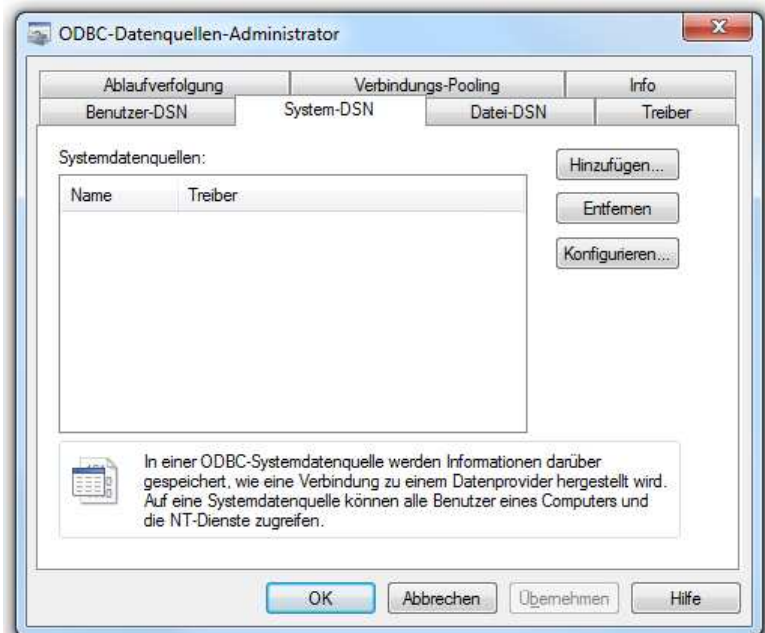 ODBC-Datenquellen-Administrator
Ablaufverfolgung Verbindungs-Pooling Info
Benutzer-DSN System-DSN Datei-DSN Treiber
Systemdatenquellen:
Hinzufügen...
Name Treiber
Entfernen
Konfigurieren...
In einer ODBC-Systemdatenquelle werden Informationen darüber
gespeichert, wie eine Verbindung zu einem Datenprovider hergestellt wird.
Auf eine Systemdatenquelle können alle Benutzer eines Computers und
die NT-Dienste zugreifen.
OK Abbrechen Übernehmen Hilfe